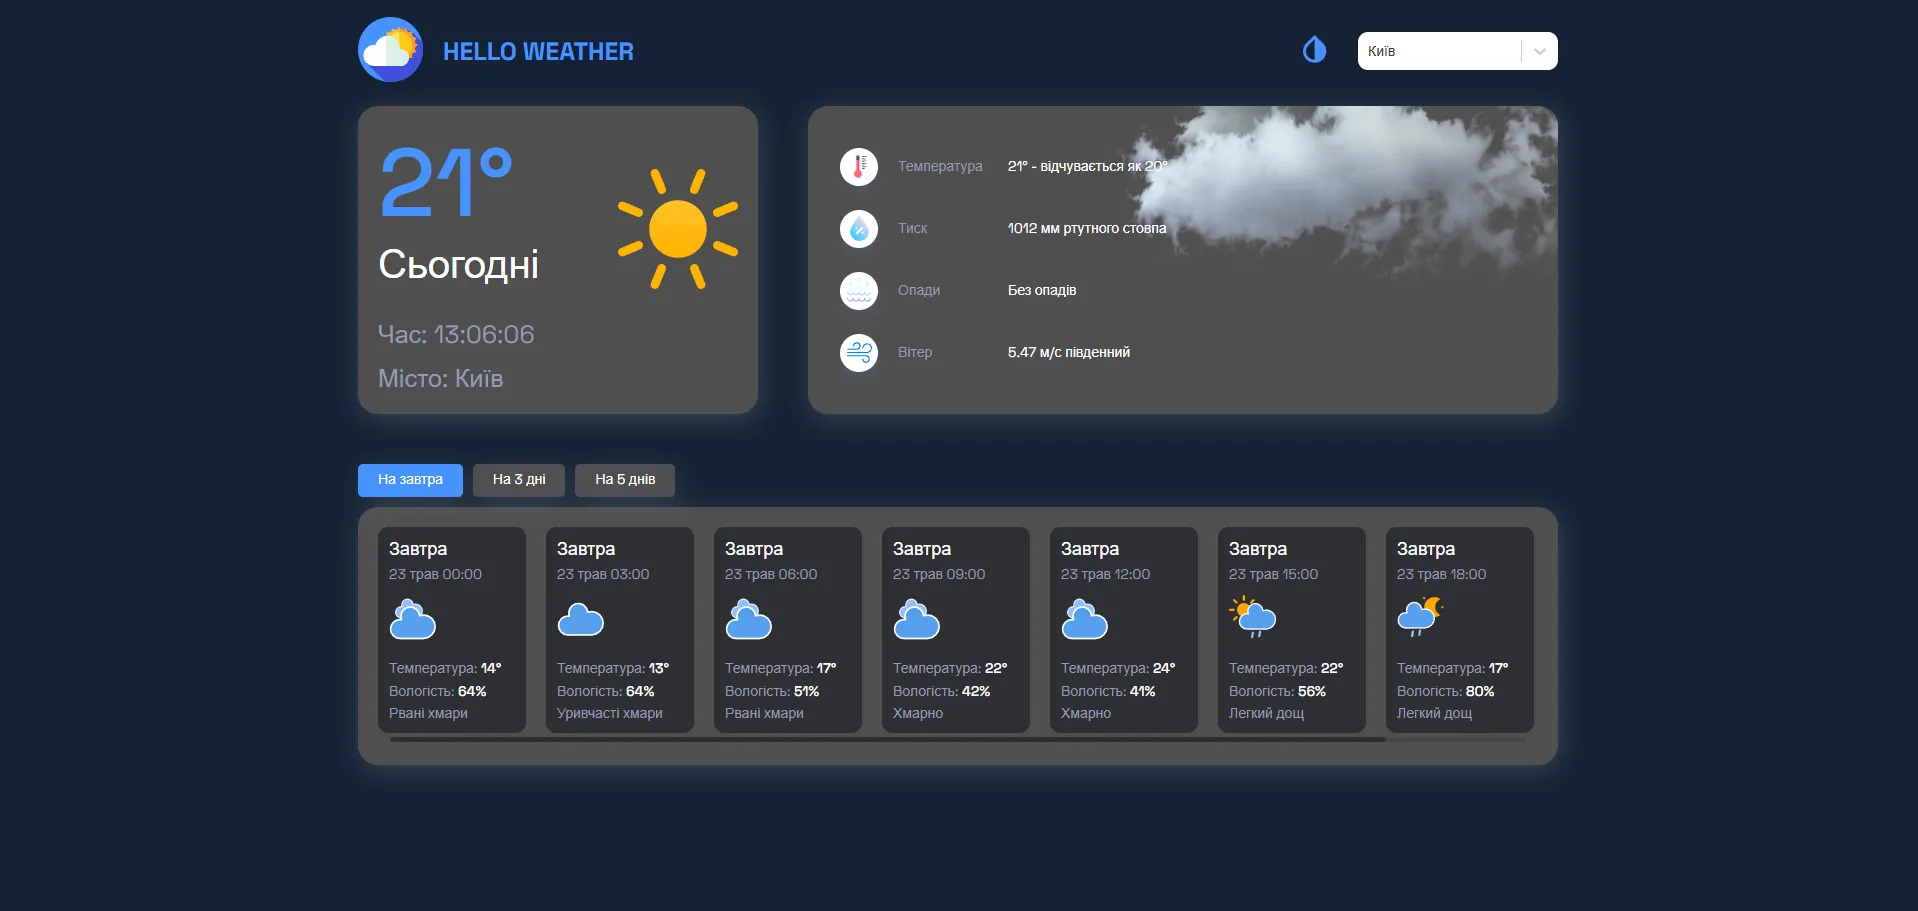 HELLO WEATHER
Київ
21°
Сьогодні
Час: 13:06:06
Місто: Київ
Температура 21° - відчувається як 20°
Тиск 1012 мм ртутного стовпа
Опади Без опадів
Вітер 5.47 м/с південний
На завтра На 3 дні На 5 днів
Завтра
23 трав 00:00
Температура: 14°
Вологість: 64%
Рвані хмари
Завтра
23 трав 03:00
Температура: 13°
Вологість: 64%
Уривчасті хмари
Завтра
23 трав 06:00
Температура: 17°
Вологість: 51%
Рвані хмари
Завтра
23 трав 09:00
Температура: 22°
Вологість: 42%
Хмарно
Завтра
23 трав 12:00
Температура: 24°
Вологість: 41%
Хмарно
Завтра
23 трав 15:00
Температура: 22°
Вологість: 56%
Легкий дощ
Завтра
23 трав 18:00
Температура: 17°
Вологість: 80%
Легкий дощ